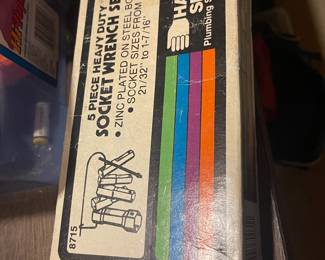 5 PIECE HEAVY DUTY
SOCKET WRENCH SE
• ZINC PLATED ON STEEL BO
• SOCKET SIZES FROM
21/32" to 1-7/16"
8715
HA
S
Plumbing S